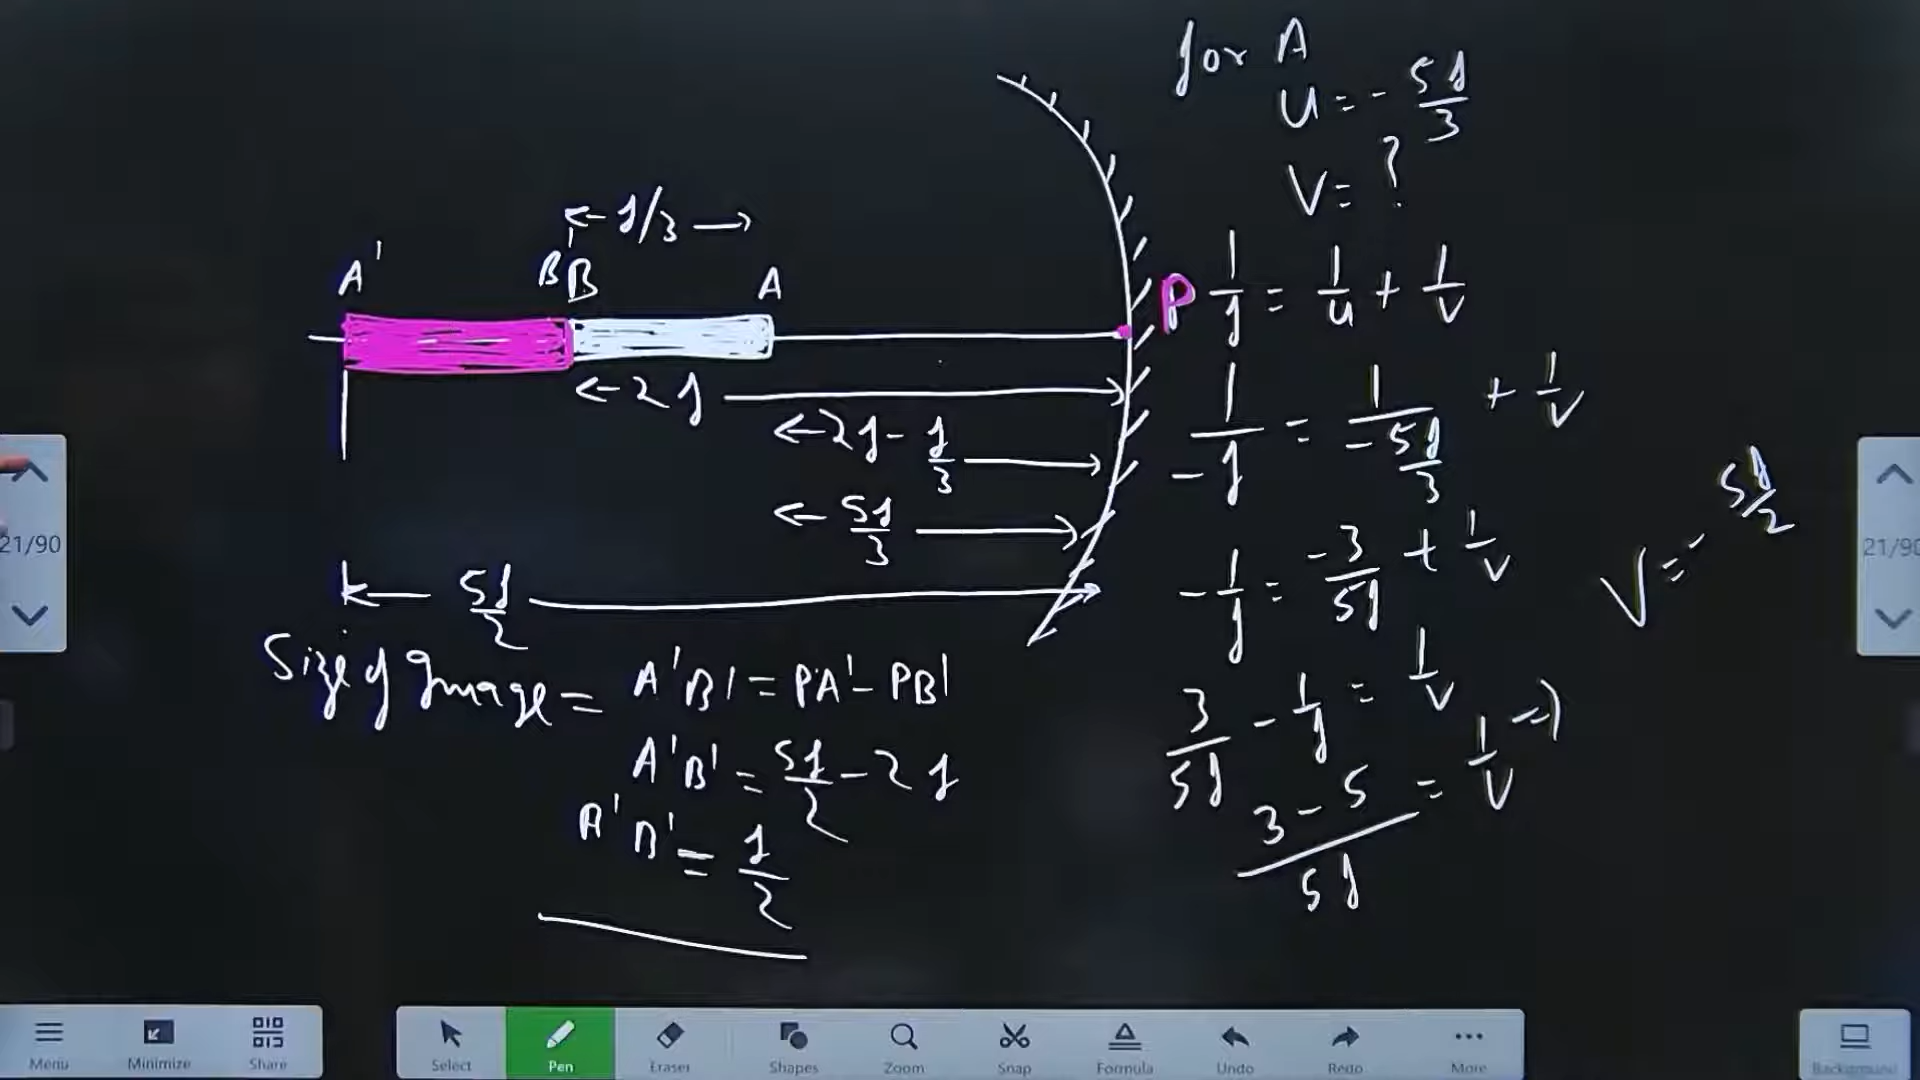 for A
u = - 5f/3
v = ?
← f/3 →
A' B' B A
P
1/f = 1/u + 1/v
← 2f →
1/-f = 1/(-5f/3) + 1/v
← 2f - f/3 →
← 5f/3 →
-1/f = -3/5f + 1/v
v = - 5f/2
← 5f/2 →
Size of Image = A'B' = PA' - PB'
3/5f - 1/f = 1/v ⇒
A'B' = 5f/2 - 2f
(3 - 5)/5f = 1/v
A'B' = f/2
21/90
21/90
Menu Minimize Share Select Pen Eraser Shapes Zoom Snap Formula Undo Redo More Background